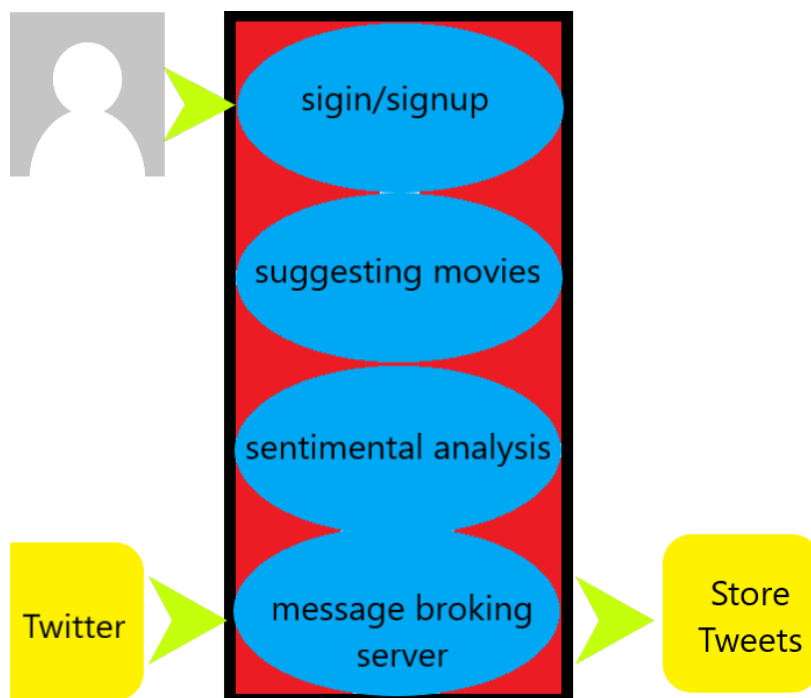 sigin/signup
suggesting movies
sentimental analysis
Twitter
message broking
server
Store
Tweets